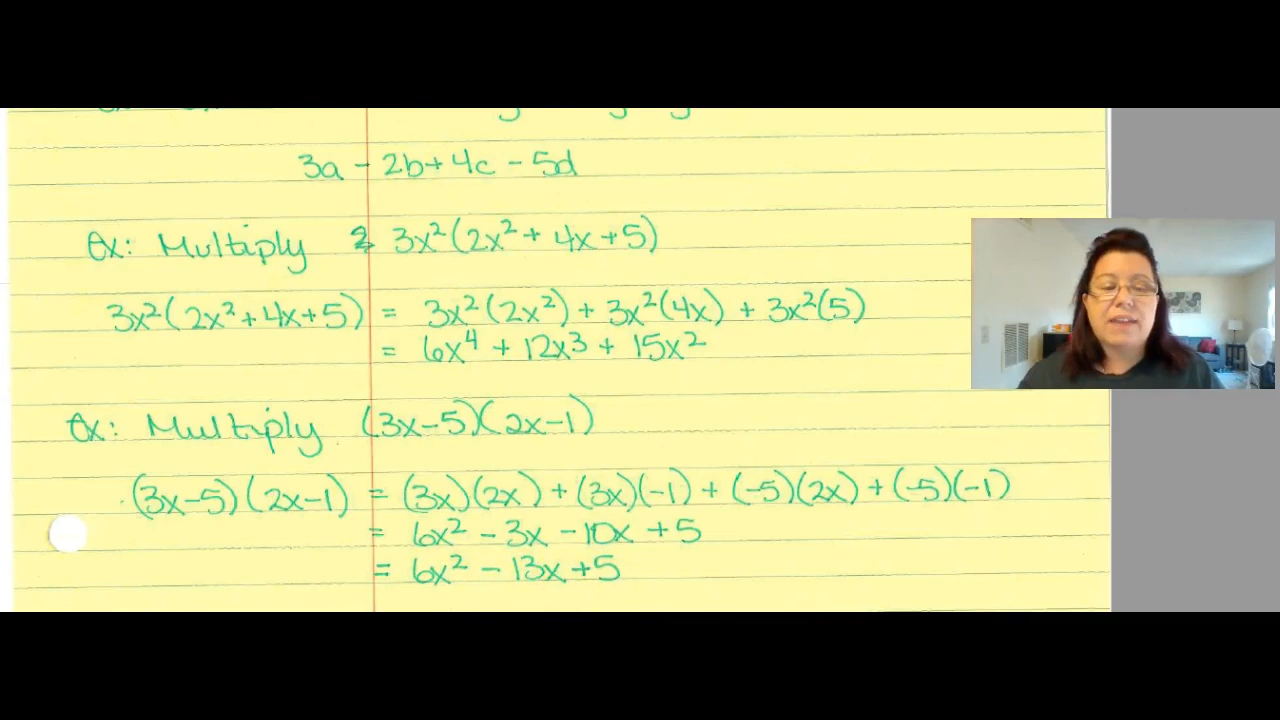 3a - 2b + 4c - 5d
Ex: Multiply 3x²(2x² + 4x + 5)
3x²(2x² + 4x + 5) = 3x²(2x²) + 3x²(4x) + 3x²(5)
= 6x⁴ + 12x³ + 15x²
Ex: Multiply (3x-5)(2x-1)
(3x-5)(2x-1) = (3x)(2x) + (3x)(-1) + (-5)(2x) + (-5)(-1)
= 6x² - 3x - 10x + 5
= 6x² - 13x + 5